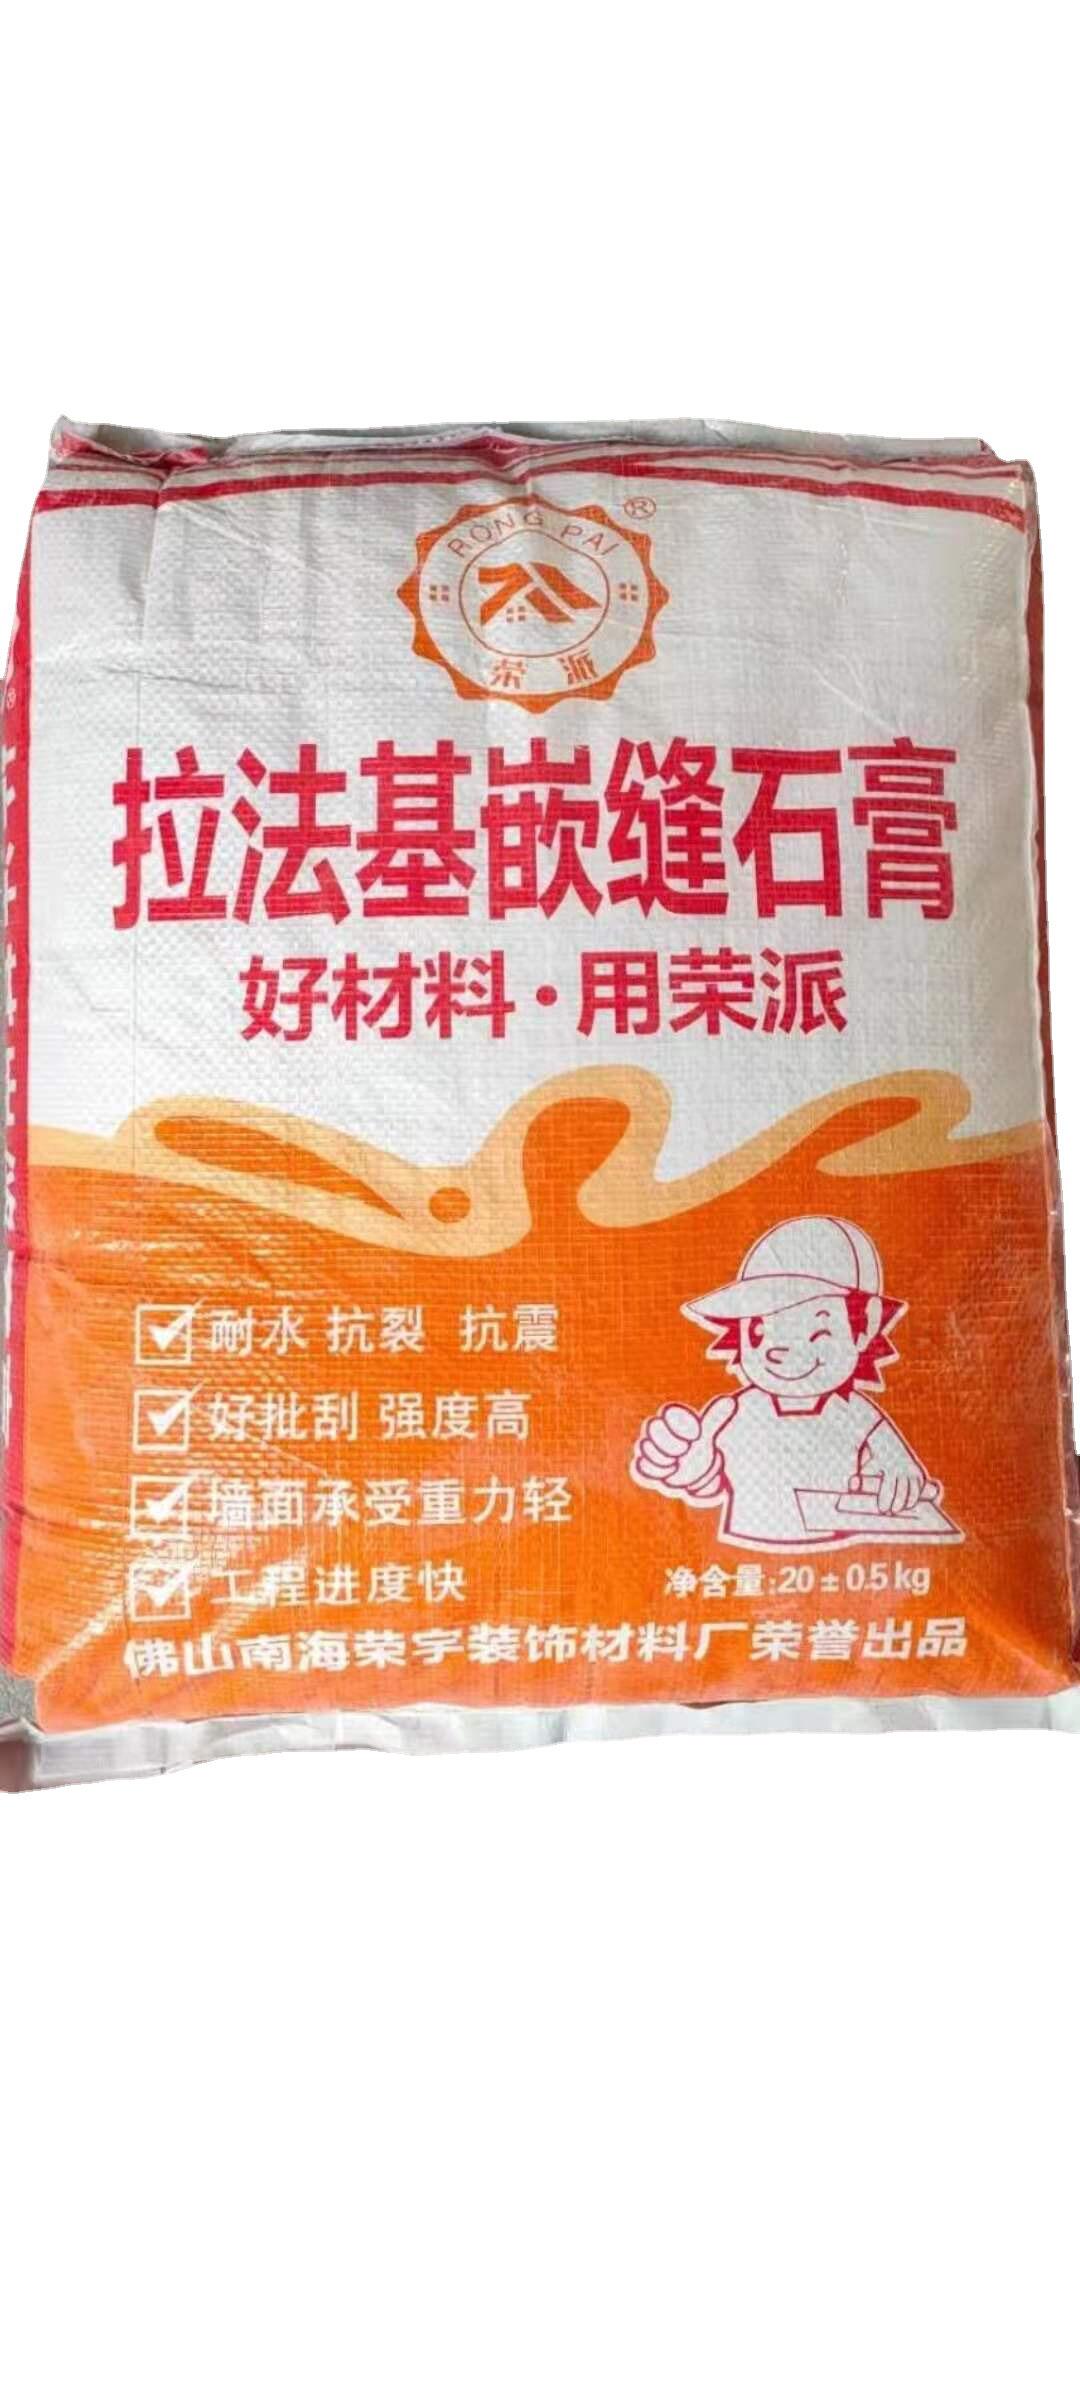 RONG PAI ®
荣 派
拉法基嵌缝石膏
好材料·用荣派
耐水 抗裂 抗震
好批刮 强度高
墙面承受重力轻
工程进度快
净含量:20±0.5kg
佛山南海荣宇装饰材料厂荣誉出品